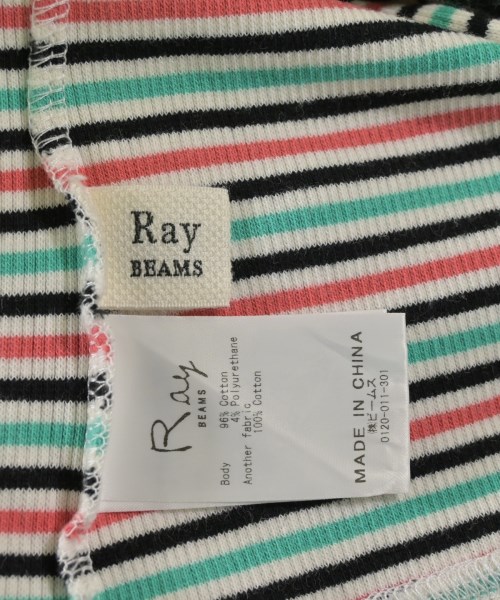 Ray
BEAMS
Ray
BEAMS
Body 96% Cotton
4% Polyurethane
Another fabric
100% Cotton
MADE IN CHINA
㈱ビームス
0120-011-301